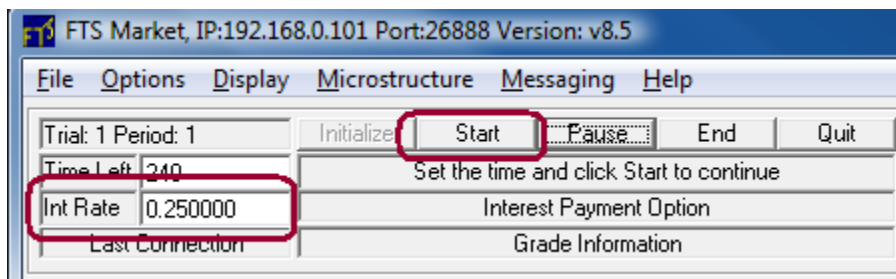 FTS FTS Market, IP:192.168.0.101 Port:26888 Version: v8.5
File Options Display Microstructure Messaging Help
Trial: 1 Period: 1 Initialize Start Pause End Quit
Time Left 240 Set the time and click Start to continue
Int Rate 0.250000 Interest Payment Option
Last Connection Grade Information